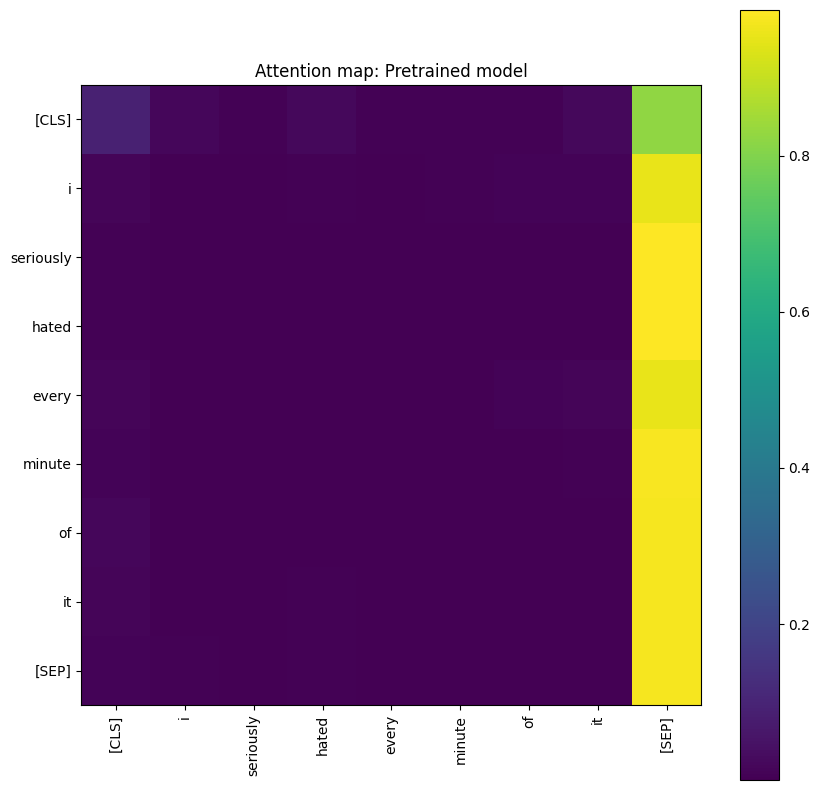 Attention map: Pretrained model
[CLS]
i
seriously
hated
every
minute
of
it
[SEP]
[CLS]
i
seriously
hated
every
minute
of
it
[SEP]
0.8
0.6
0.4
0.2